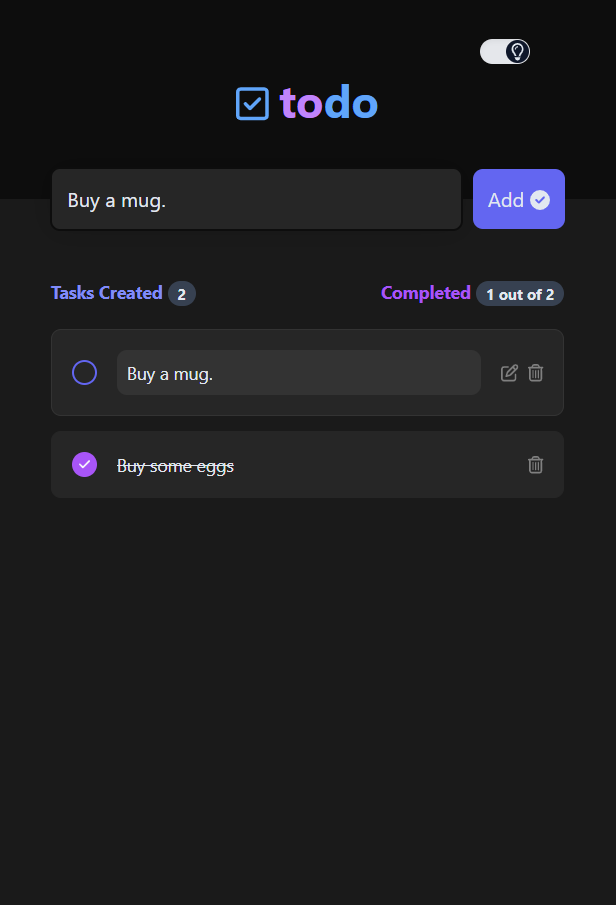 todo
Buy a mug.
Add
Tasks Created 2
Completed 1 out of 2
Buy a mug.
Buy some eggs